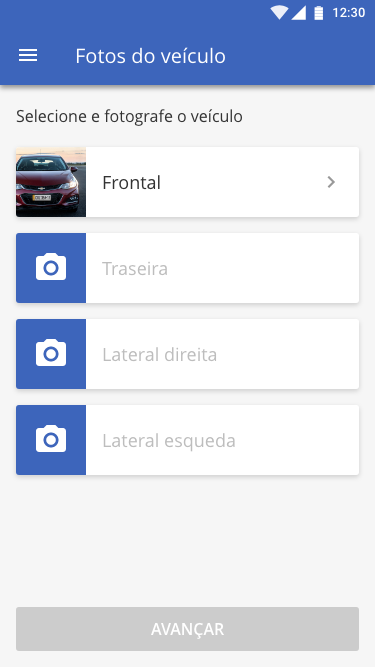 12:30
Fotos do veículo
Selecione e fotografe o veículo
Frontal
Traseira
Lateral direita
Lateral esqueda
AVANÇAR